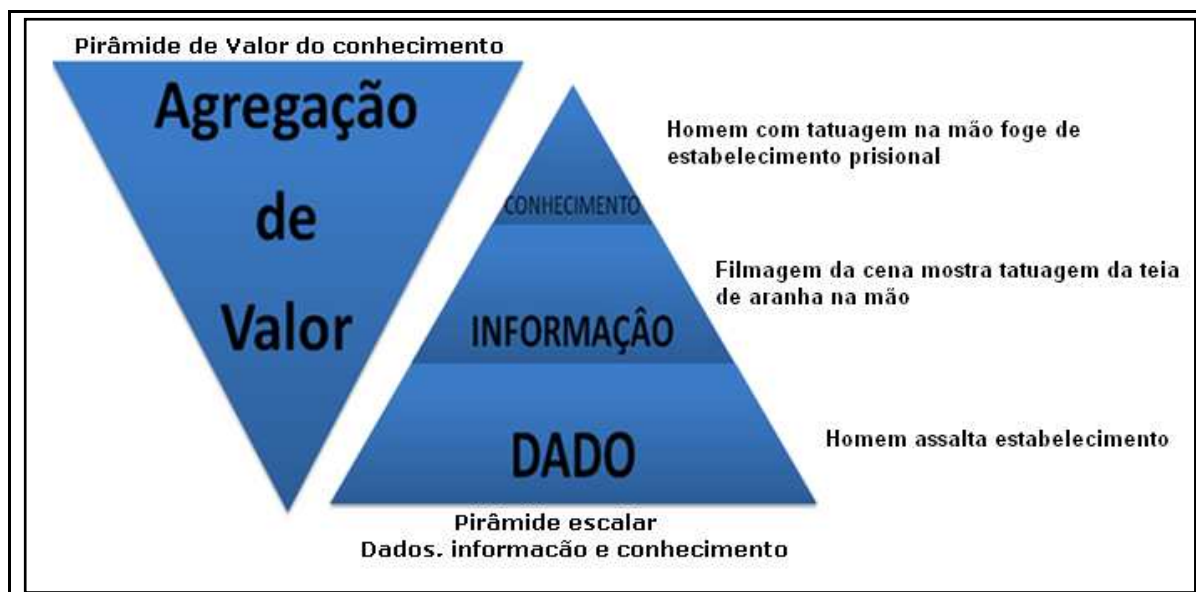 Pirâmide de Valor do conhecimento
Agregação
de
Valor
CONHECIMENTO
INFORMAÇÂO
DADO
Homem com tatuagem na mão foge de
estabelecimento prisional
Filmagem da cena mostra tatuagem da teia
de aranha na mão
Homem assalta estabelecimento
Pirâmide escalar
Dados. informacão e conhecimento